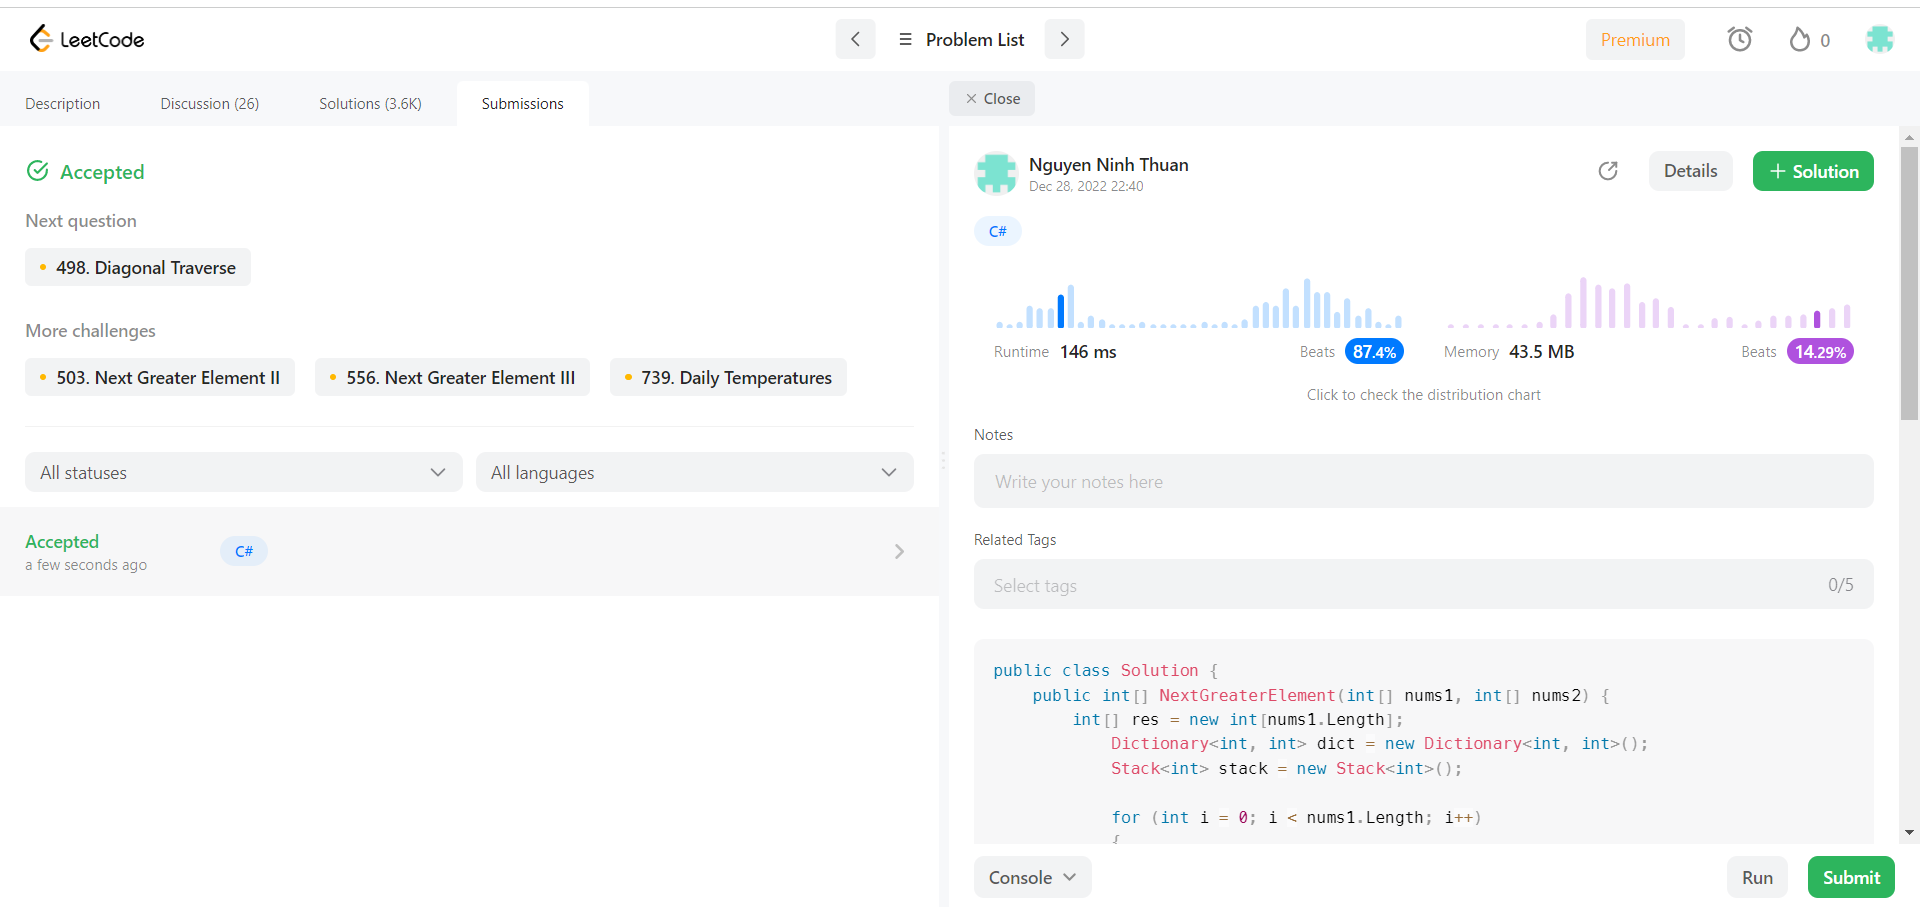 LeetCode
Problem List
Premium
0
Description
Discussion (26)
Solutions (3.6K)
Submissions
Close
Accepted
Next question
498. Diagonal Traverse
More challenges
503. Next Greater Element II
556. Next Greater Element III
739. Daily Temperatures
All statuses
All languages
Accepted
a few seconds ago
C#
Nguyen Ninh Thuan
Dec 28, 2022 22:40
Details
+ Solution
C#
Runtime 146 ms
Beats 87.4%
Memory 43.5 MB
Beats 14.29%
Click to check the distribution chart
Notes
Write your notes here
Related Tags
Select tags
0/5
public class Solution {
    public int[] NextGreaterElement(int[] nums1, int[] nums2) {
        int[] res = new int[nums1.Length];
            Dictionary<int, int> dict = new Dictionary<int, int>();
            Stack<int> stack = new Stack<int>();
            for (int i = 0; i < nums1.Length; i++)
            {
Console
Run
Submit